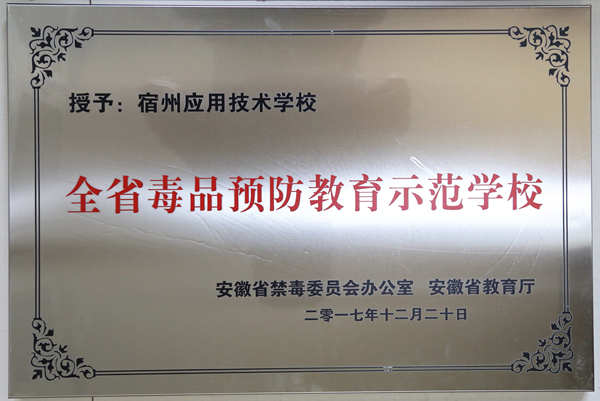 授予：宿州应用技术学校
全省毒品预防教育示范学校
安徽省禁毒委员会办公室 安徽省教育厅
二零一七年十二月二十日